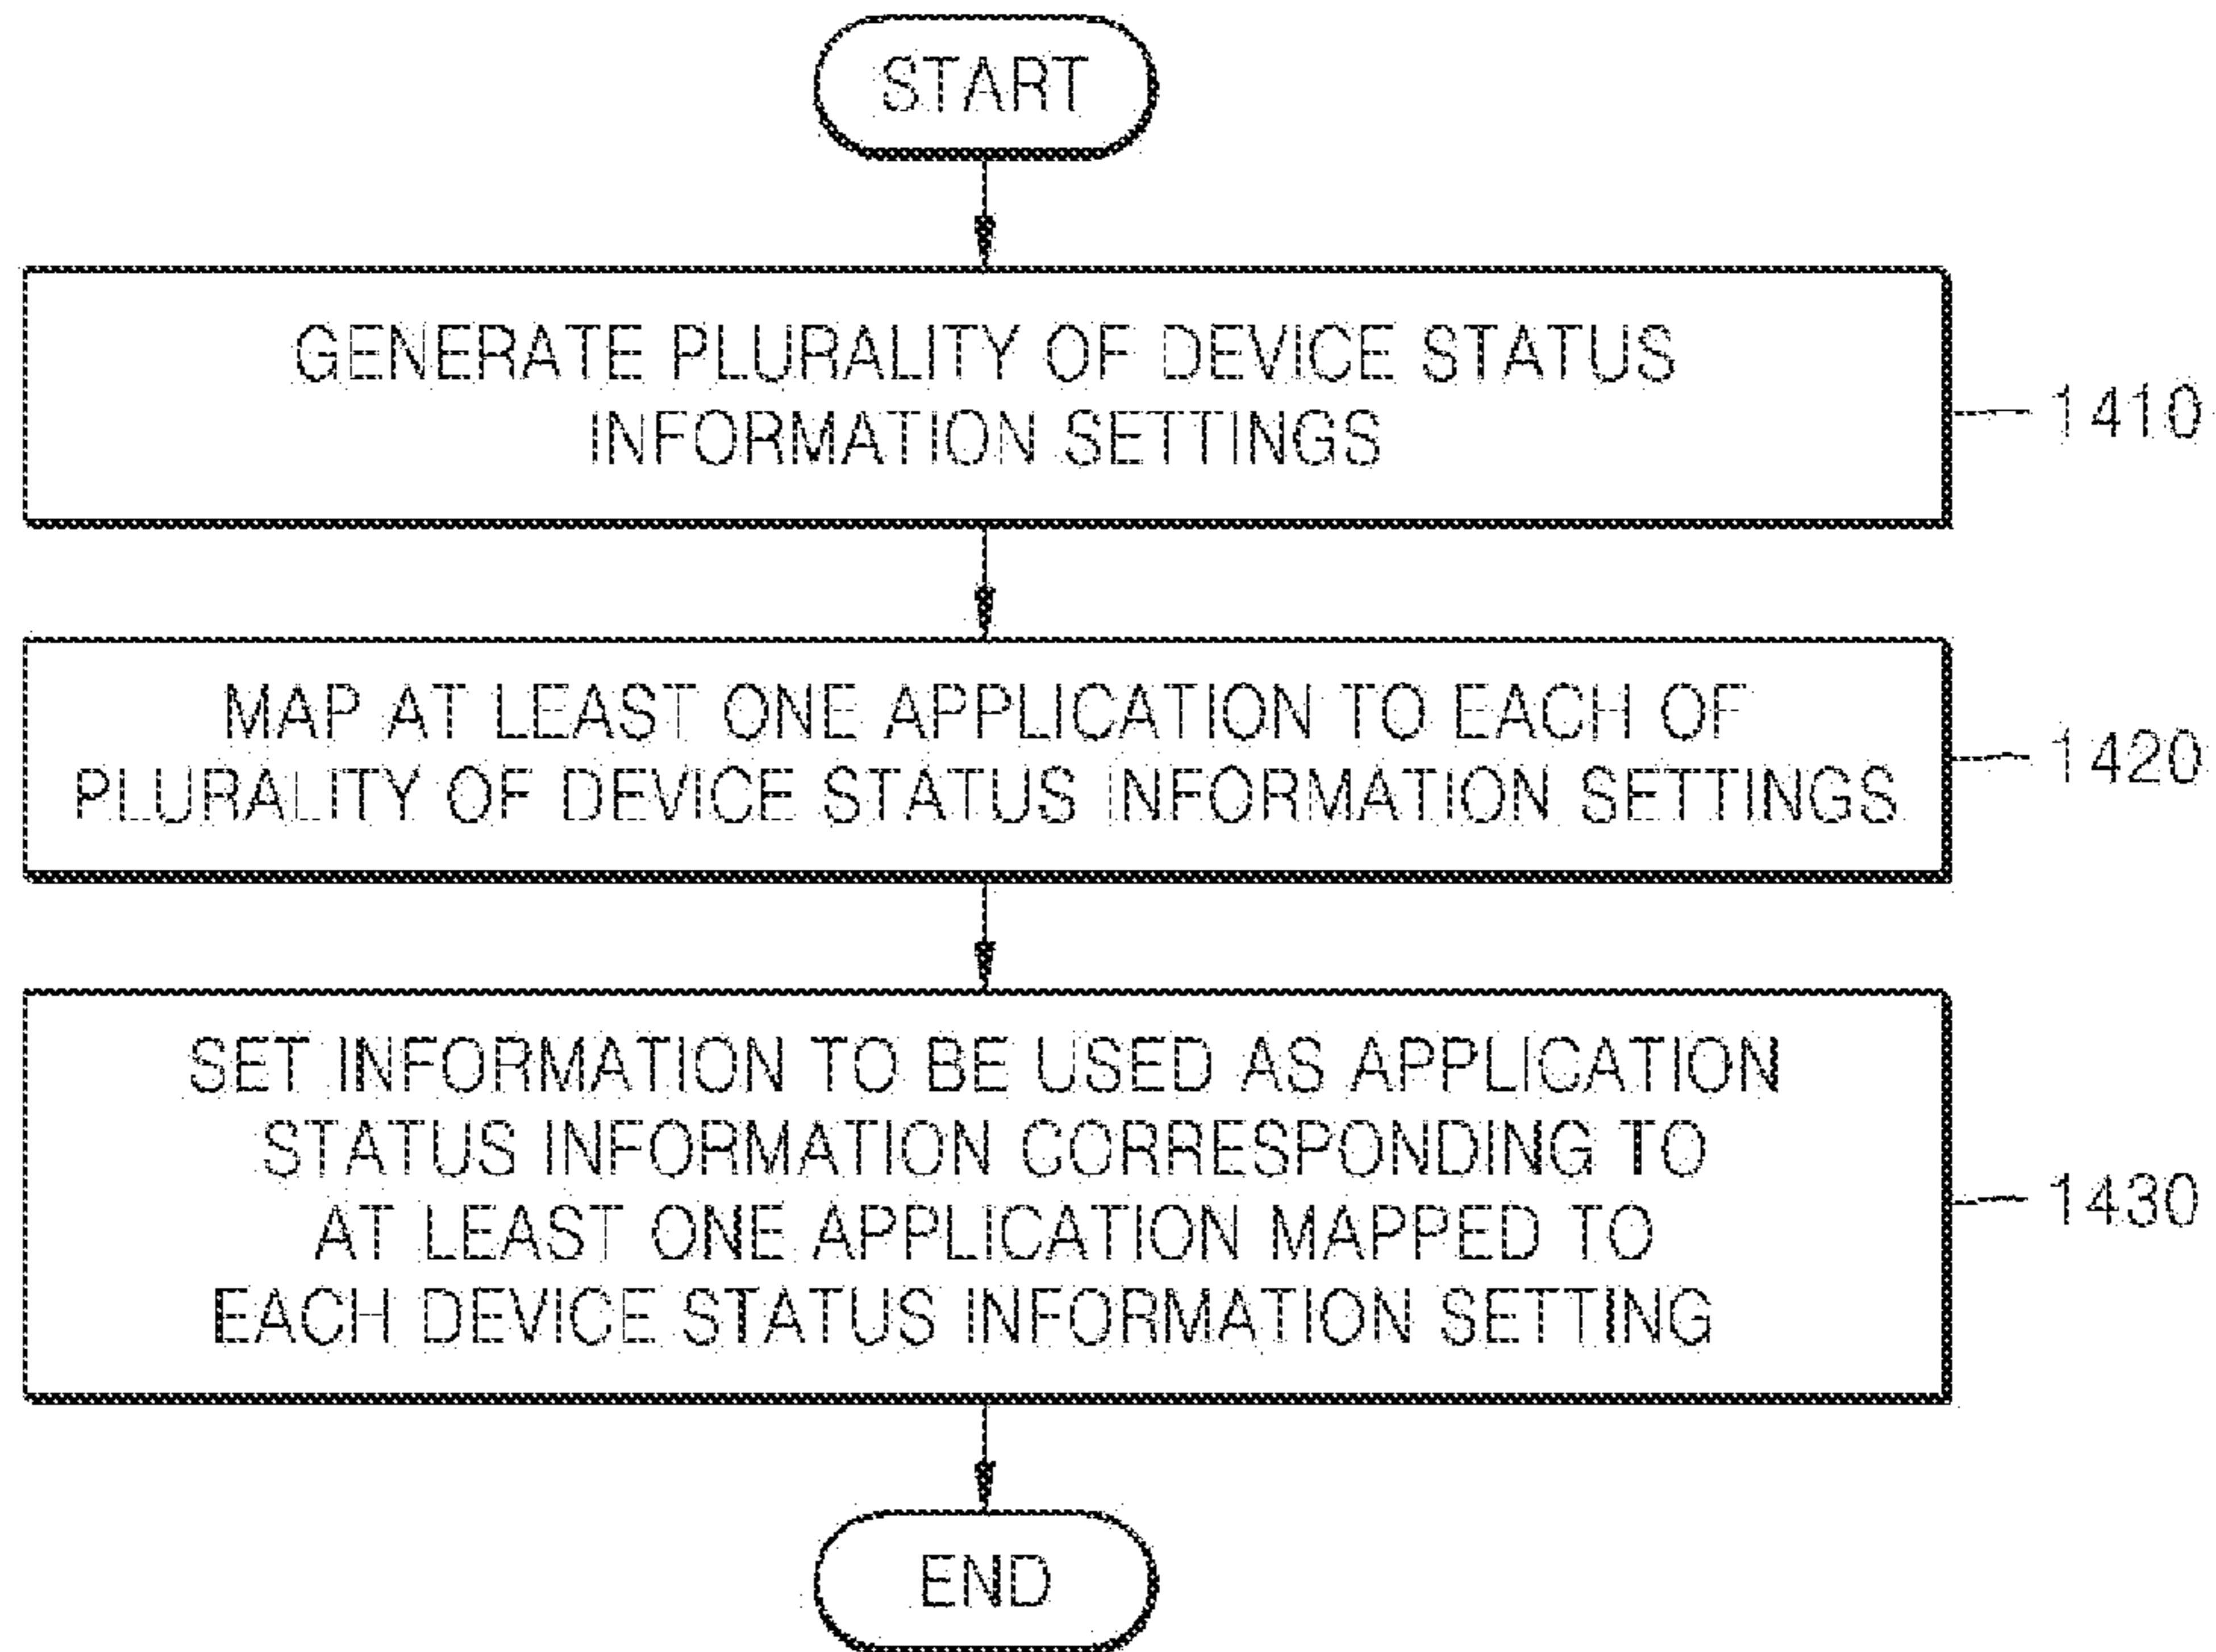 START
GENERATE PLURALITY OF DEVICE STATUS
INFORMATION SETTINGS
1410
MAP AT LEAST ONE APPLICATION TO EACH OF
PLURALITY OF DEVICE STATUS INFORMATION SETTINGS
1420
SET INFORMATION TO BE USED AS APPLICATION
STATUS INFORMATION CORRESPONDING TO
AT LEAST ONE APPLICATION MAPPED TO
EACH DEVICE STATUS INFORMATION SETTING
1430
END